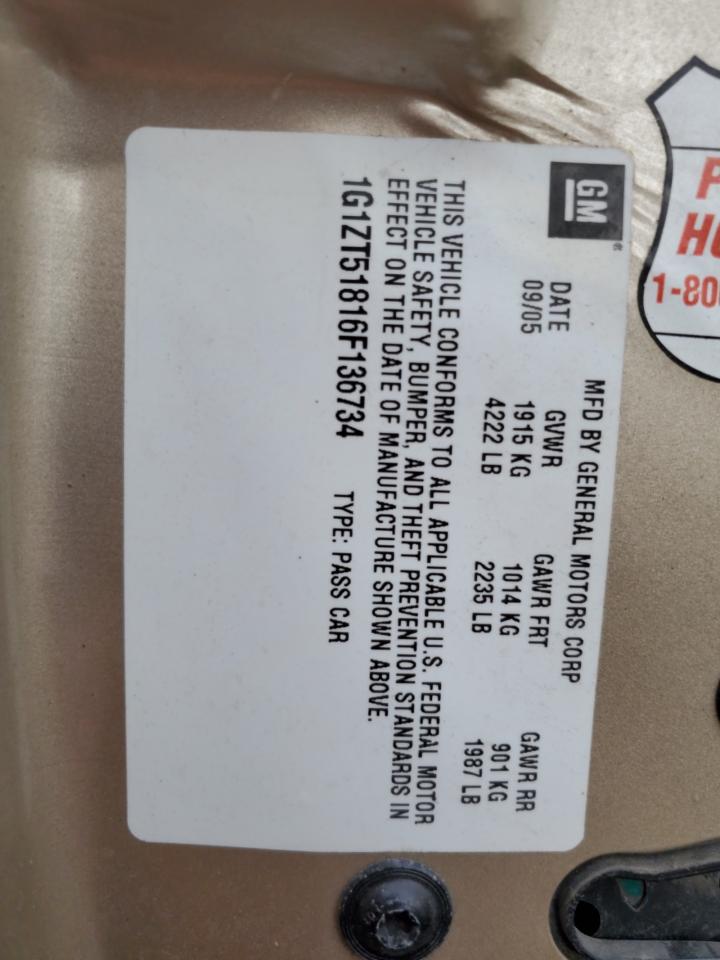 GM
MFD BY GENERAL MOTORS CORP
DATE GVWR GAWR FRT GAWR RR
09/05 1915 KG 1014 KG 901 KG
4222 LB 2235 LB 1987 LB
THIS VEHICLE CONFORMS TO ALL APPLICABLE U.S. FEDERAL MOTOR
VEHICLE SAFETY, BUMPER, AND THEFT PREVENTION STANDARDS IN
EFFECT ON THE DATE OF MANUFACTURE SHOWN ABOVE.
1G1ZT51816F136734 TYPE: PASS CAR